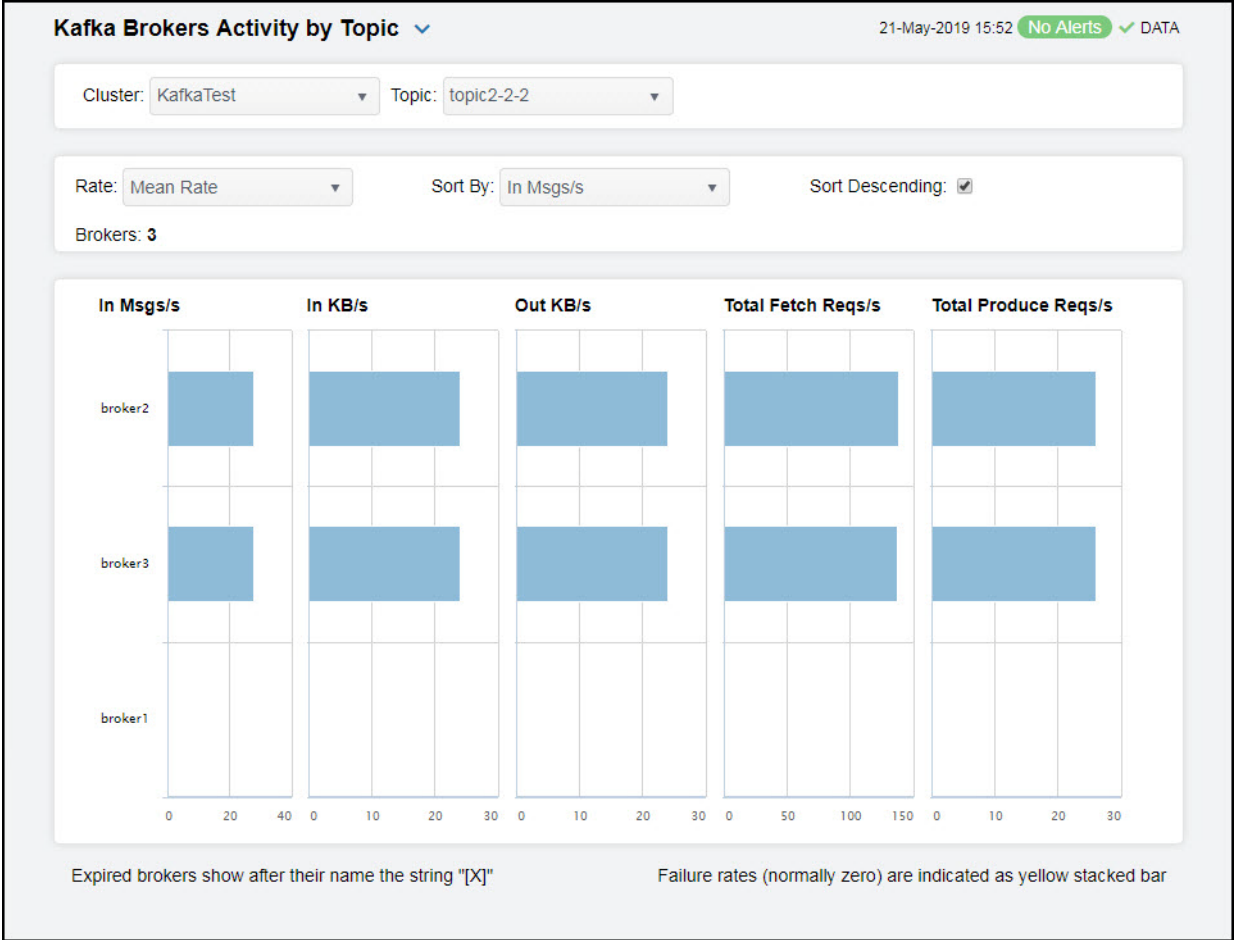 Kafka Brokers Activity by Topic
21-May-2019 15:52 No Alerts DATA
Cluster: KafkaTest Topic: topic2-2-2
Rate: Mean Rate Sort By: In Msgs/s Sort Descending:
Brokers: 3
In Msgs/s In KB/s Out KB/s Total Fetch Reqs/s Total Produce Reqs/s
broker2
broker3
broker1
0 20 40 0 10 20 30 0 10 20 30 0 50 100 150 0 10 20 30
Expired brokers show after their name the string "[X]"
Failure rates (normally zero) are indicated as yellow stacked bar